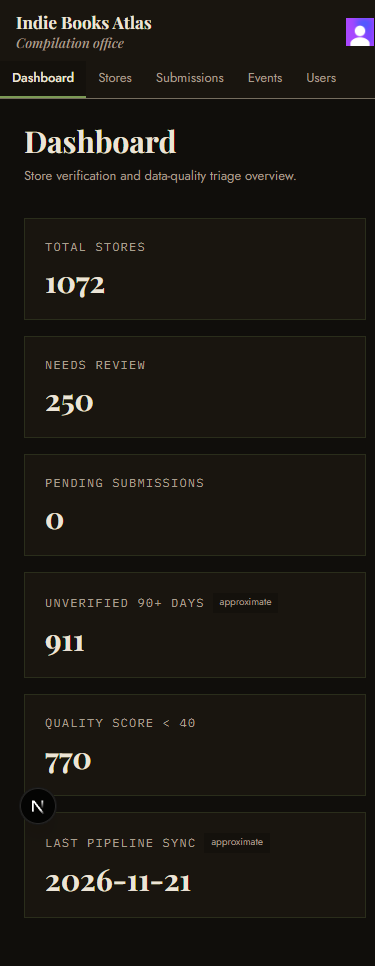 Indie Books Atlas
Compilation office
Dashboard Stores Submissions Events Users
Dashboard
Store verification and data-quality triage overview.
TOTAL STORES
1072
NEEDS REVIEW
250
PENDING SUBMISSIONS
0
UNVERIFIED 90+ DAYS approximate
911
QUALITY SCORE < 40
770
N
LAST PIPELINE SYNC approximate
2026-11-21